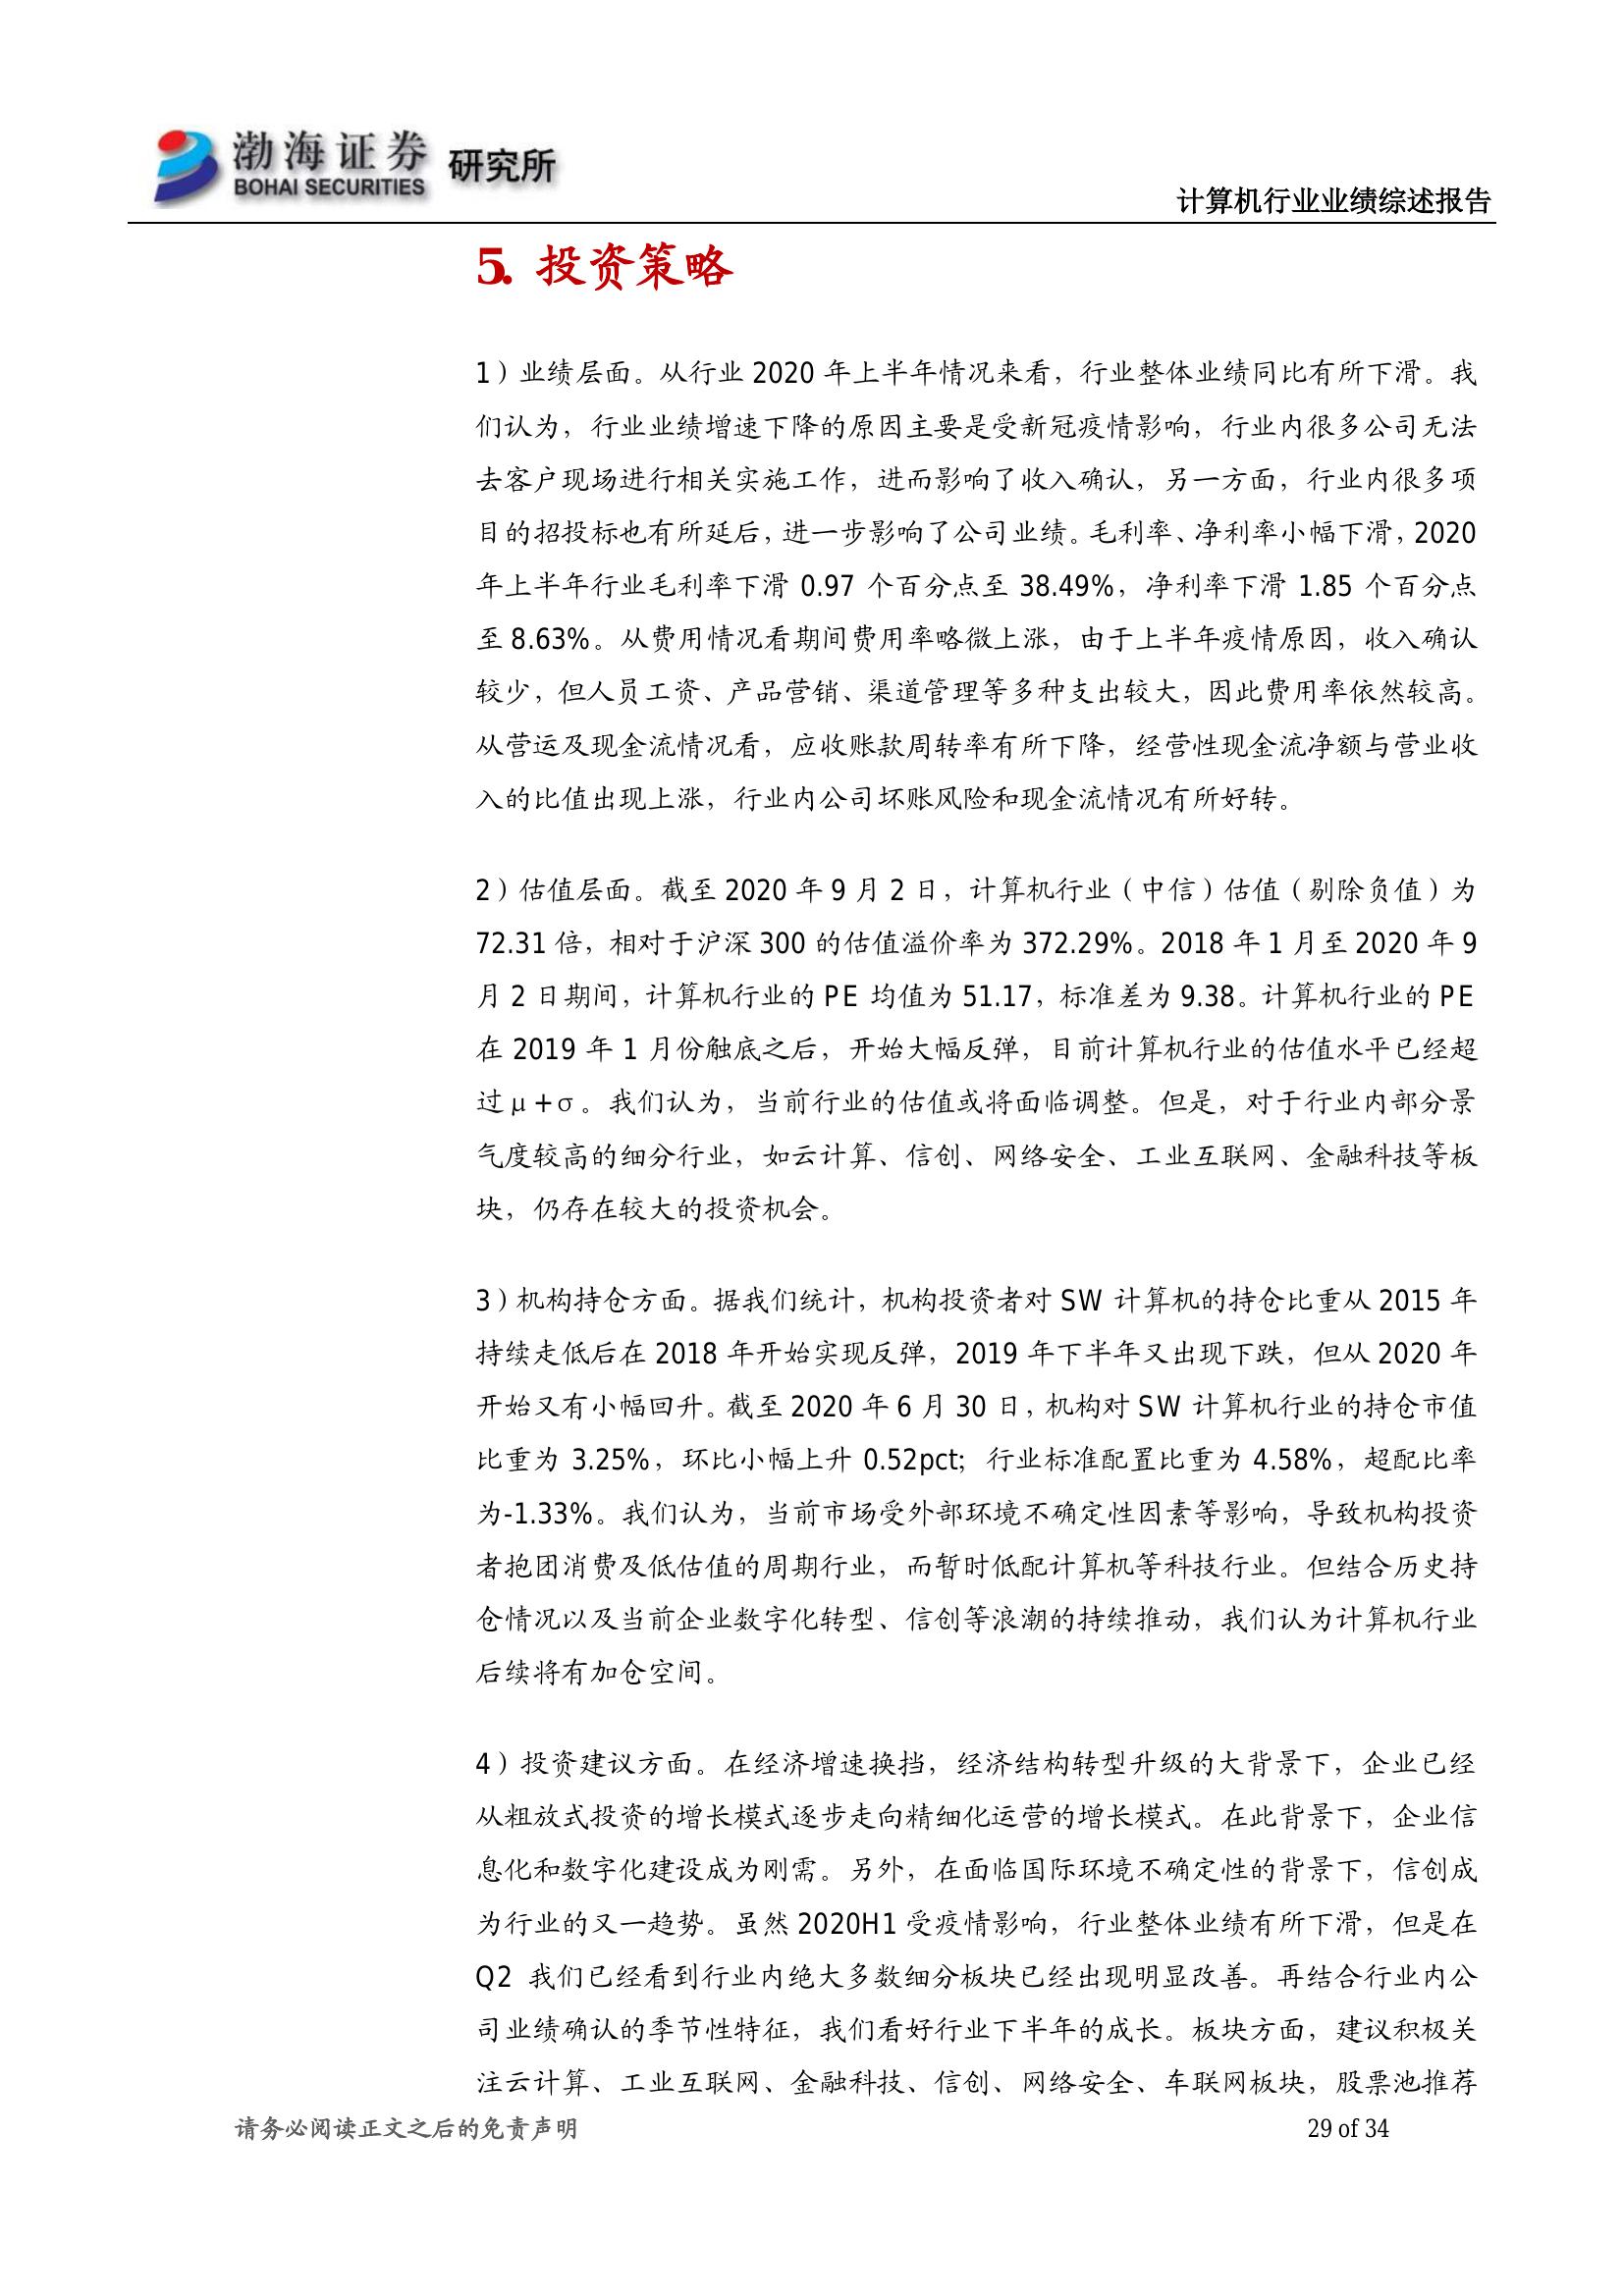 渤海证券 研究所
BOHAI SECURITIES
计算机行业业绩综述报告
5. 投资策略
1）业绩层面。从行业 2020 年上半年情况来看，行业整体业绩同比有所下滑。我
们认为，行业业绩增速下降的原因主要是受新冠疫情影响，行业内很多公司无法
去客户现场进行相关实施工作，进而影响了收入确认，另一方面，行业内很多项
目的招投标也有所延后，进一步影响了公司业绩。毛利率、净利率小幅下滑，2020
年上半年行业毛利率下滑 0.97 个百分点至 38.49%，净利率下滑 1.85 个百分点
至 8.63%。从费用情况看期间费用率略微上涨，由于上半年疫情原因，收入确认
较少，但人员工资、产品营销、渠道管理等多种支出较大，因此费用率依然较高。
从营运及现金流情况看，应收账款周转率有所下降，经营性现金流净额与营业收
入的比值出现上涨，行业内公司坏账风险和现金流情况有所好转。
2）估值层面。截至 2020 年 9 月 2 日，计算机行业（中信）估值（剔除负值）为
72.31 倍，相对于沪深 300 的估值溢价率为 372.29%。2018 年 1 月至 2020 年 9
月 2 日期间，计算机行业的 PE 均值为 51.17，标准差为 9.38。计算机行业的 PE
在 2019 年 1 月份触底之后，开始大幅反弹，目前计算机行业的估值水平已经超
过 μ+σ。我们认为，当前行业的估值或将面临调整。但是，对于行业内部分景
气度较高的细分行业，如云计算、信创、网络安全、工业互联网、金融科技等板
块，仍存在较大的投资机会。
3）机构持仓方面。据我们统计，机构投资者对 SW 计算机的持仓比重从 2015 年
持续走低后在 2018 年开始实现反弹，2019 年下半年又出现下跌，但从 2020 年
开始又有小幅回升。截至 2020 年 6 月 30 日，机构对 SW 计算机行业的持仓市值
比重为 3.25%，环比小幅上升 0.52pct；行业标准配置比重为 4.58%，超配比率
为-1.33%。我们认为，当前市场受外部环境不确定性因素等影响，导致机构投资
者抱团消费及低估值的周期行业，而暂时低配计算机等科技行业。但结合历史持
仓情况以及当前企业数字化转型、信创等浪潮的持续推动，我们认为计算机行业
后续将有加仓空间。
4）投资建议方面。在经济增速换挡，经济结构转型升级的大背景下，企业已经
从粗放式投资的增长模式逐步走向精细化运营的增长模式。在此背景下，企业信
息化和数字化建设成为刚需。另外，在面临国际环境不确定性的背景下，信创成
为行业的又一趋势。虽然 2020H1 受疫情影响，行业整体业绩有所下滑，但是在
Q2 我们已经看到行业内绝大多数细分板块已经出现明显改善。再结合行业内公
司业绩确认的季节性特征，我们看好行业下半年的成长。板块方面，建议积极关
注云计算、工业互联网、金融科技、信创、网络安全、车联网板块，股票池推荐
请务必阅读正文之后的免责声明
29 of 34